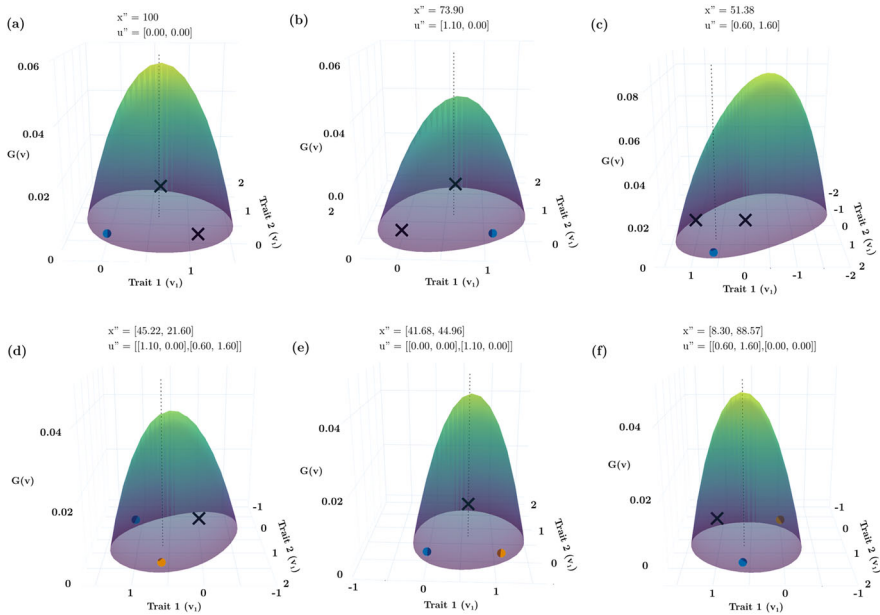 (a)
x” = 100
u” = [0.00, 0.00]
0.06
0.04
G(v)
0.02
0
0
1
Trait 1 (v₁)
2
1
0
Trait 2 (v₁)
(b)
x” = 73.90
u” = [1.10, 0.00]
0.06
0.04
G(v)
0.0
2
0
0
1
Trait 1 (v₁)
2
1
0
Trait 2 (v₁)
(c)
x” = 51.38
u” = [0.60, 1.60]
0.08
0.06
G(v)
0.04
0.02
0
1
0
-1
-2
Trait 1 (v₁)
-2
-1
0
1
2
Trait 2 (v₁)
(d)
x” = [45.22, 21.60]
u” = [[1.10, 0.00],[0.60, 1.60]]
0.04
G(v)
0.02
0
1
0
-1
Trait 1 (v₁)
-1
0
1
2
Trait 2 (v₁)
(e)
x” = [41.68, 44.96]
u” = [[0.00, 0.00],[1.10, 0.00]]
0.04
G(v)
0.02
0
-1
0
1
Trait 1 (v₁)
2
1
0
Trait 2 (v₁)
(f)
x” = [8.30, 88.57]
u” = [[0.60, 1.60],[0.00, 0.00]]
0.04
G(v)
0.02
0
1
0
Trait 1 (v₁)
-1
0
1
2
Trait 2 (v₁)